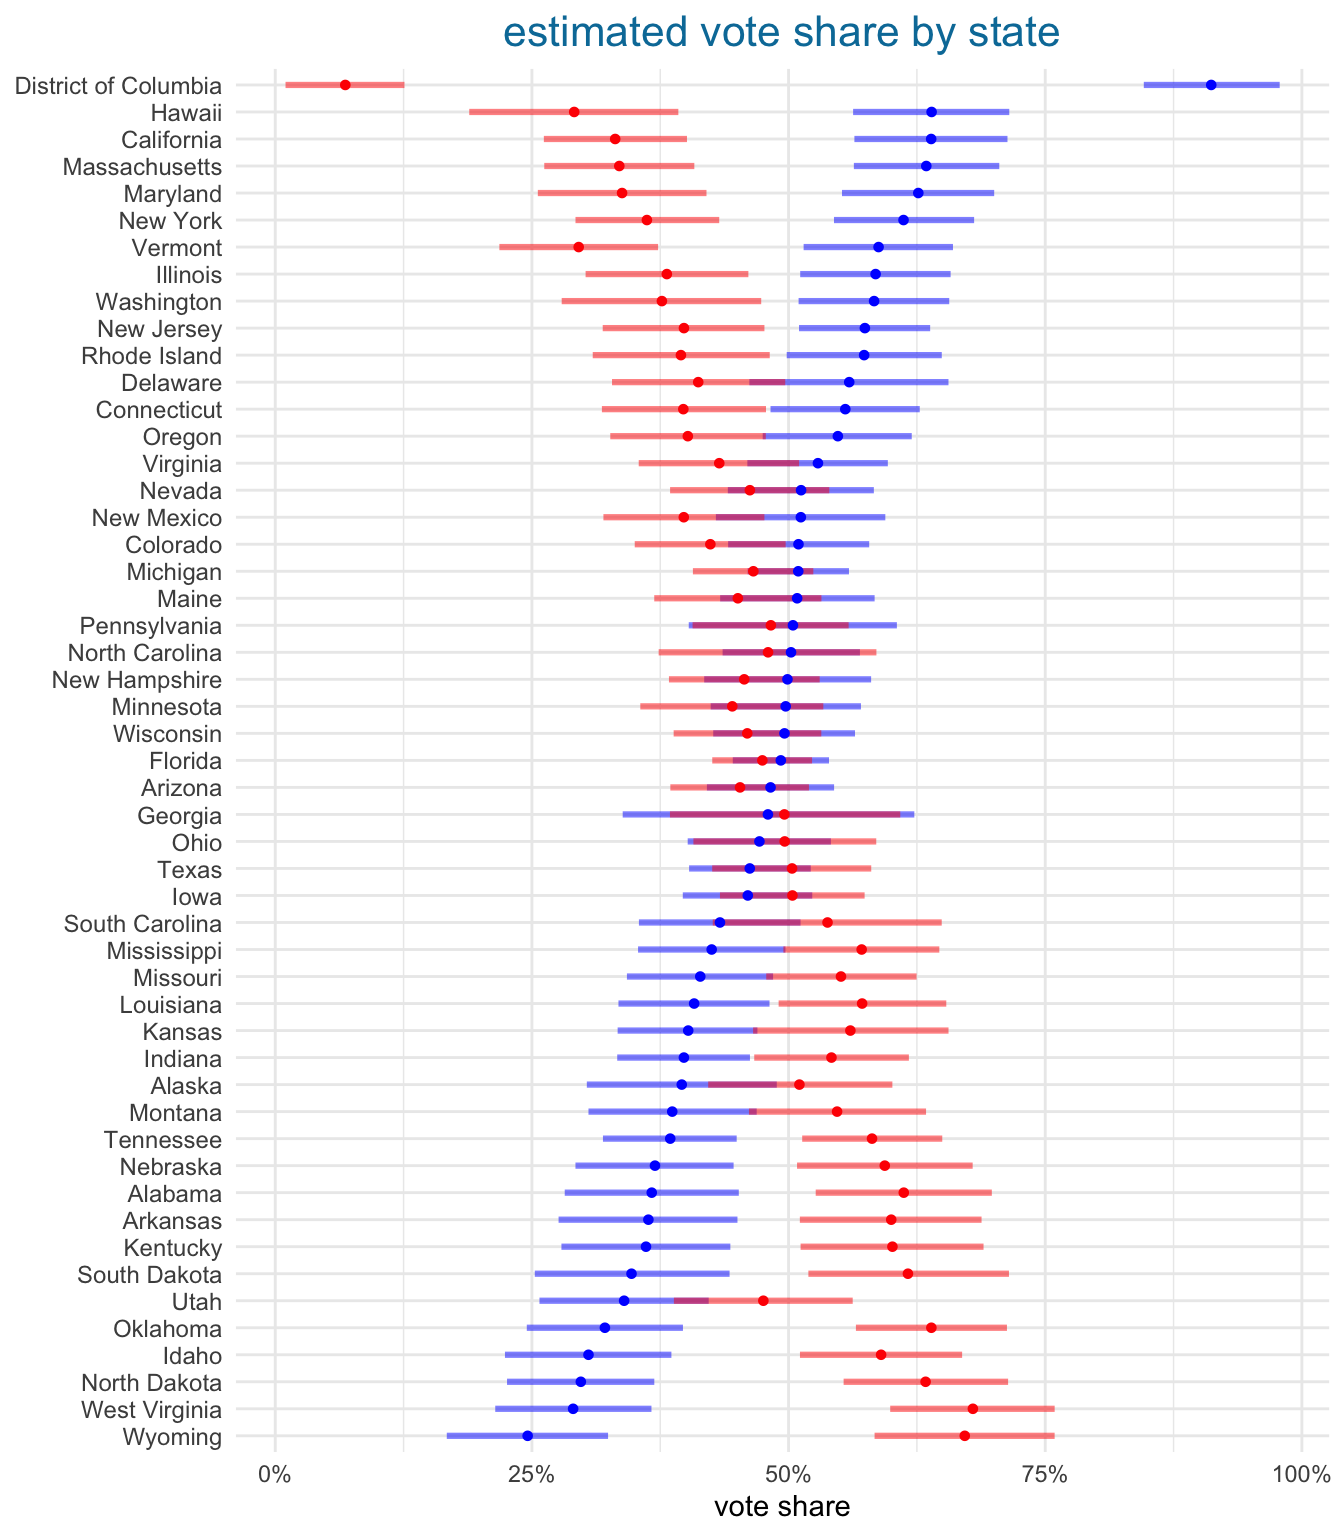 estimated vote share by state
District of Columbia
Hawaii
California
Massachusetts
Maryland
New York
Vermont
Illinois
Washington
New Jersey
Rhode Island
Delaware
Connecticut
Oregon
Virginia
Nevada
New Mexico
Colorado
Michigan
Maine
Pennsylvania
North Carolina
New Hampshire
Minnesota
Wisconsin
Florida
Arizona
Georgia
Ohio
Texas
Iowa
South Carolina
Mississippi
Missouri
Louisiana
Kansas
Indiana
Alaska
Montana
Tennessee
Nebraska
Alabama
Arkansas
Kentucky
South Dakota
Utah
Oklahoma
Idaho
North Dakota
West Virginia
Wyoming
0% 25% 50% 75% 100%
vote share